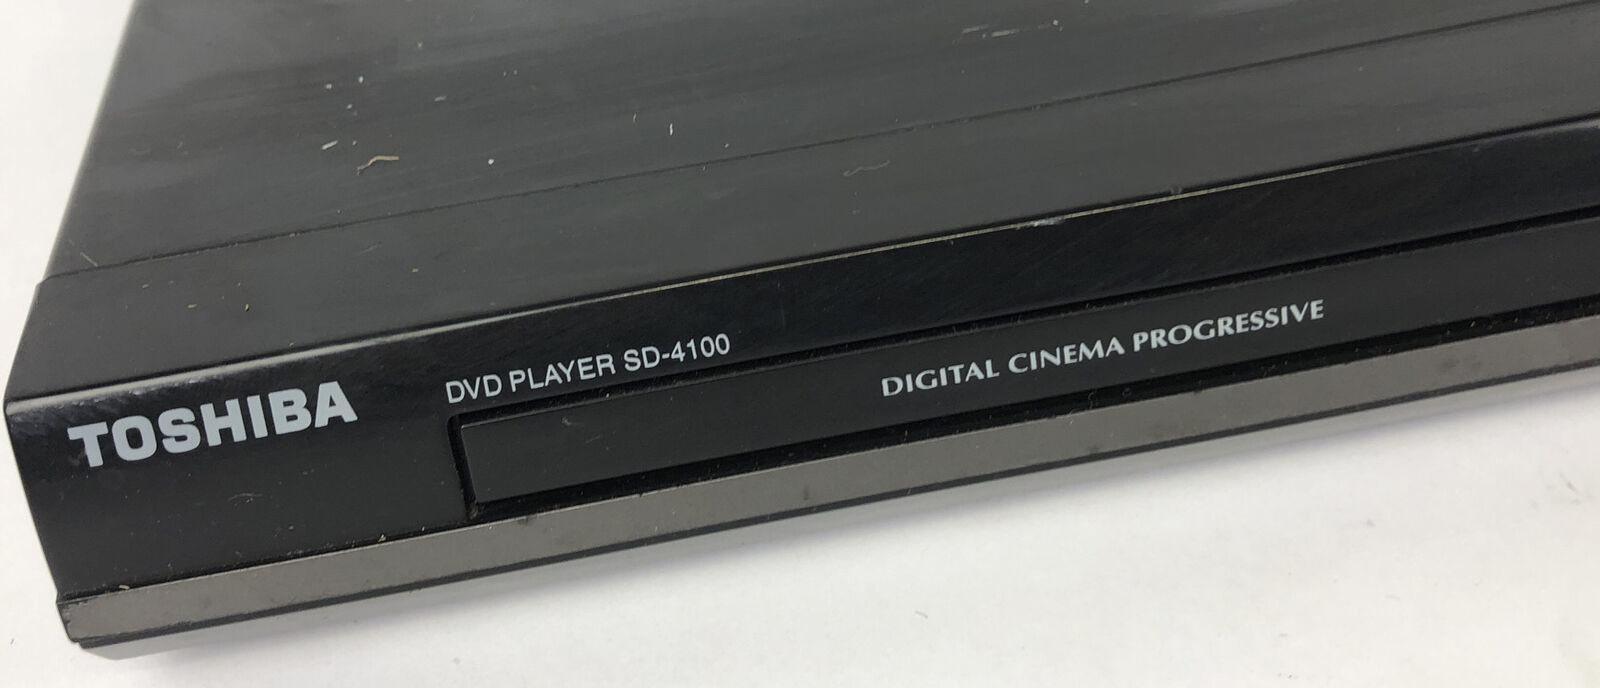 TOSHIBA
DVD PLAYER SD-4100
DIGITAL CINEMA PROGRESSIVE